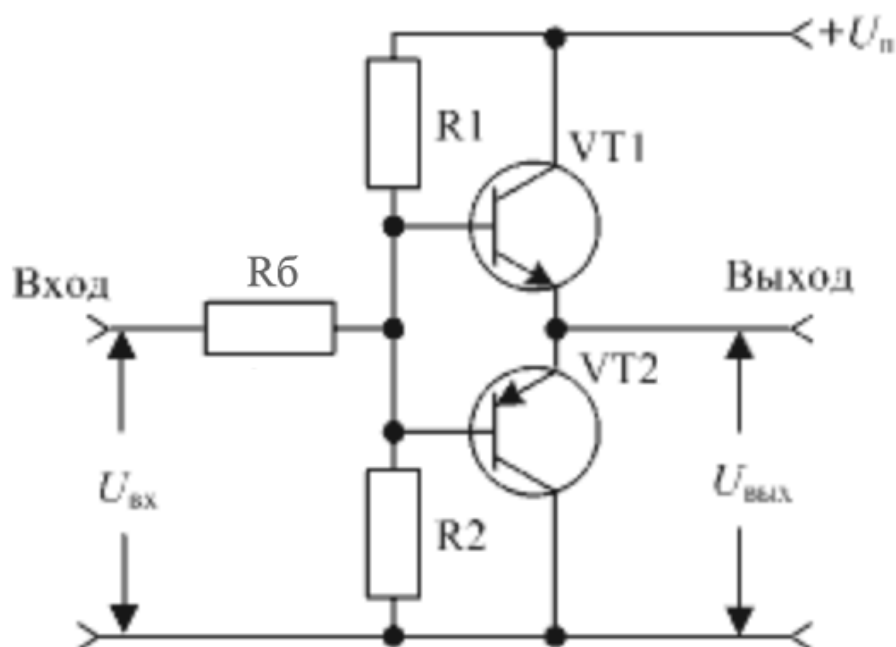 +Uп
R1
VT1
Rб
Вход
Выход
VT2
Uвх
Uвых
R2